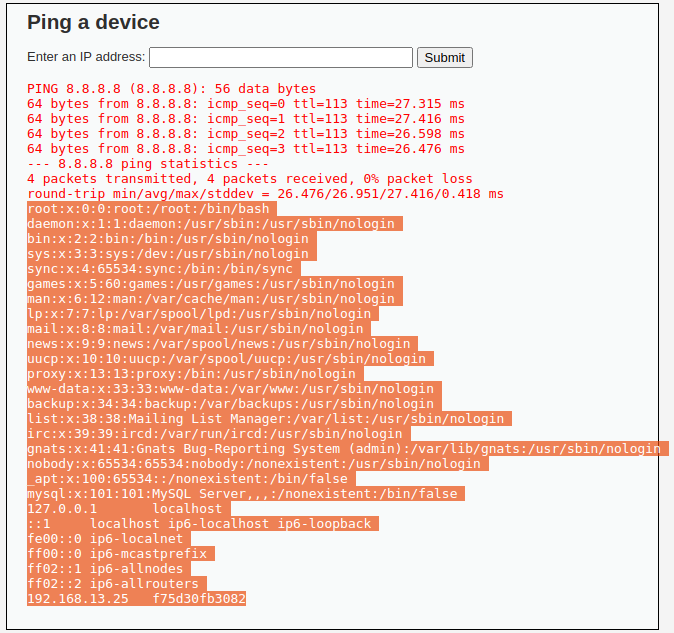 Ping a device
Enter an IP address: Submit
PING 8.8.8.8 (8.8.8.8): 56 data bytes
64 bytes from 8.8.8.8: icmp_seq=0 ttl=113 time=27.315 ms
64 bytes from 8.8.8.8: icmp_seq=1 ttl=113 time=27.416 ms
64 bytes from 8.8.8.8: icmp_seq=2 ttl=113 time=26.598 ms
64 bytes from 8.8.8.8: icmp_seq=3 ttl=113 time=26.476 ms
--- 8.8.8.8 ping statistics ---
4 packets transmitted, 4 packets received, 0% packet loss
round-trip min/avg/max/stddev = 26.476/26.951/27.416/0.418 ms
root:x:0:0:root:/root:/bin/bash
daemon:x:1:1:daemon:/usr/sbin:/usr/sbin/nologin
bin:x:2:2:bin:/bin:/usr/sbin/nologin
sys:x:3:3:sys:/dev:/usr/sbin/nologin
sync:x:4:65534:sync:/bin:/bin/sync
games:x:5:60:games:/usr/games:/usr/sbin/nologin
man:x:6:12:man:/var/cache/man:/usr/sbin/nologin
lp:x:7:7:lp:/var/spool/lpd:/usr/sbin/nologin
mail:x:8:8:mail:/var/mail:/usr/sbin/nologin
news:x:9:9:news:/var/spool/news:/usr/sbin/nologin
uucp:x:10:10:uucp:/var/spool/uucp:/usr/sbin/nologin
proxy:x:13:13:proxy:/bin:/usr/sbin/nologin
www-data:x:33:33:www-data:/var/www:/usr/sbin/nologin
backup:x:34:34:backup:/var/backups:/usr/sbin/nologin
list:x:38:38:Mailing List Manager:/var/list:/usr/sbin/nologin
irc:x:39:39:ircd:/var/run/ircd:/usr/sbin/nologin
gnats:x:41:41:Gnats Bug-Reporting System (admin):/var/lib/gnats:/usr/sbin/nologin
nobody:x:65534:65534:nobody:/nonexistent:/usr/sbin/nologin
_apt:x:100:65534::/nonexistent:/bin/false
mysql:x:101:101:MySQL Server,,,:/nonexistent:/bin/false
127.0.0.1       localhost
::1     localhost ip6-localhost ip6-loopback
fe00::0 ip6-localnet
ff00::0 ip6-mcastprefix
ff02::1 ip6-allnodes
ff02::2 ip6-allrouters
192.168.13.25   f75d30fb3082